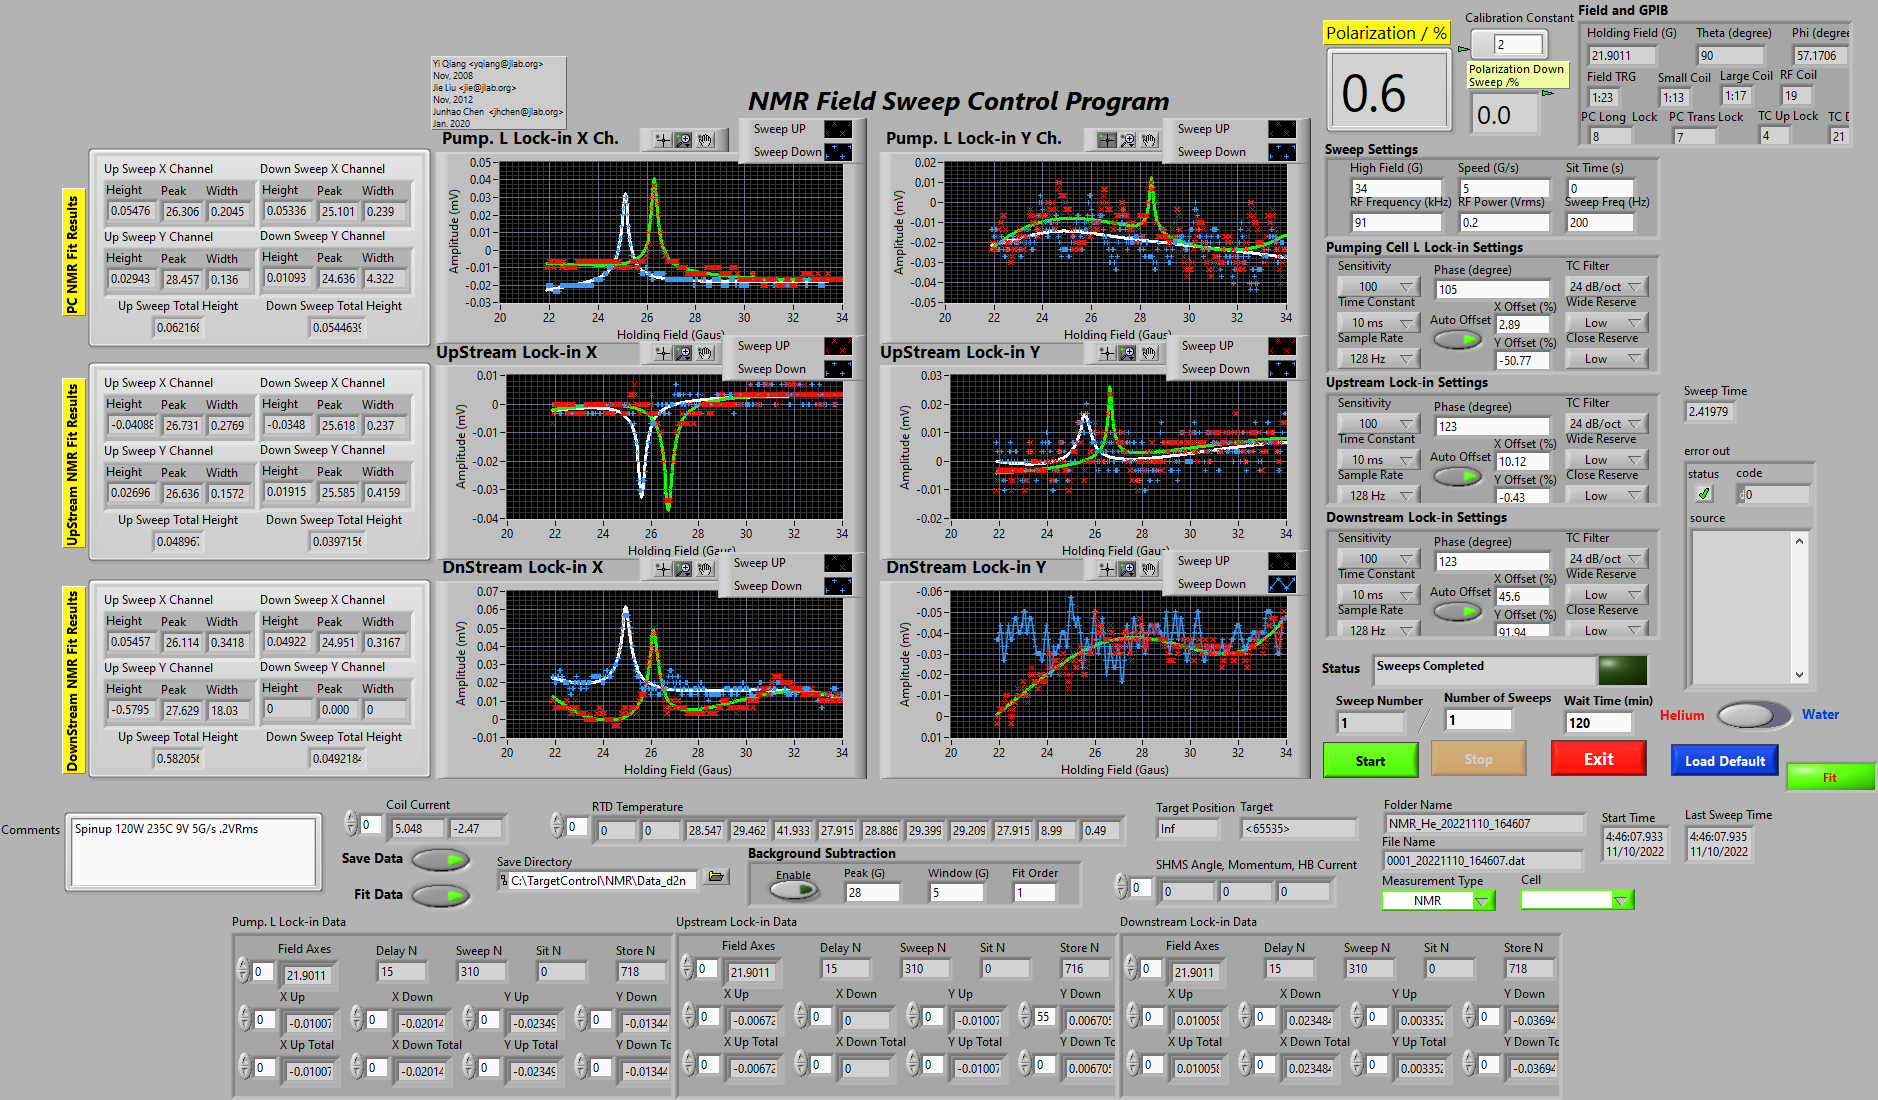 Yi Qiang <yqiang@jlab.org>
Nov, 2008
Jie Liu <jie@jlab.org>
Nov, 2012
Junhao Chen <jhchen@jlab.org>
Jan. 2020
NMR Field Sweep Control Program
Polarization / %
0.6
Calibration Constant
2
Polarization Down
Sweep /%
0.0
Field and GPIB
Holding Field (G) Theta (degree) Phi (degree
21.9011 90 57.1706
Field TRG Small Coil Large Coil RF Coil
1:23 1:13 1:17 19
PC Long Lock PC Trans Lock TC Up Lock TC D
8 7 4 21
PC NMR Fit Results
Up Sweep X Channel Down Sweep X Channel
Height Peak Width Height Peak Width
0.05476 26.306 0.2045 0.05336 25.101 0.239
Up Sweep Y Channel Down Sweep Y Channel
Height Peak Width Height Peak Width
0.02943 28.457 0.136 0.01093 24.636 4.322
Up Sweep Total Height Down Sweep Total Height
0.062168 0.0544639
Pump. L Lock-in X Ch.
Sweep UP
Sweep Down
Amplitude (mV)
0.05
0.04
0.03
0.02
0.01
0
-0.01
-0.02
-0.03
20 22 24 26 28 30 32 34
Holding Field (Gaus)
Pump. L Lock-in Y Ch.
Sweep UP
Sweep Down
Amplitude (mV)
0.02
0.01
-0
-0.01
-0.02
-0.03
-0.04
-0.05
20 22 24 26 28 30 32 34
Holding Field (Gaus)
Sweep Settings
High Field (G) Speed (G/s) Sit Time (s)
34 5 0
RF Frequency (kHz) RF Power (Vrms) Sweep Freq (Hz)
91 0.2 200
Pumping Cell L Lock-in Settings
Sensitivity Phase (degree) TC Filter
100 105 24 dB/oct
Time Constant X Offset (%) Wide Reserve
10 ms Auto Offset 2.89 Low
Sample Rate Y Offset (%) Close Reserve
128 Hz -50.77 Low
UpStream NMR Fit Results
Up Sweep X Channel Down Sweep X Channel
Height Peak Width Height Peak Width
-0.04088 26.731 0.2769 -0.0348 25.618 0.237
Up Sweep Y Channel Down Sweep Y Channel
Height Peak Width Height Peak Width
0.02696 26.636 0.1572 0.01915 25.585 0.4159
Up Sweep Total Height Down Sweep Total Height
0.048967 0.0397156
UpStream Lock-in X
Sweep UP
Sweep Down
Amplitude (mV)
0.01
0
-0.01
-0.02
-0.03
-0.04
20 22 24 26 28 30 32 34
Holding Field (Gaus)
UpStream Lock-in Y
Sweep UP
Sweep Down
Amplitude (mV)
0.03
0.02
0.01
0
-0.01
-0.02
20 22 24 26 28 30 32 34
Holding Field (Gaus)
Upstream Lock-in Settings
Sensitivity Phase (degree) TC Filter
100 123 24 dB/oct
Time Constant X Offset (%) Wide Reserve
10 ms Auto Offset 10.12 Low
Sample Rate Y Offset (%) Close Reserve
128 Hz -0.43 Low
Sweep Time
2.41979
error out
status code
0
source
DownStream NMR Fit Results
Up Sweep X Channel Down Sweep X Channel
Height Peak Width Height Peak Width
0.05457 26.114 0.3418 0.04922 24.951 0.3167
Up Sweep Y Channel Down Sweep Y Channel
Height Peak Width Height Peak Width
-0.5795 27.629 18.03 0 0.000 0
Up Sweep Total Height Down Sweep Total Height
0.582056 0.0492184
DnStream Lock-in X
Sweep UP
Sweep Down
Amplitude (mV)
0.07
0.06
0.05
0.04
0.03
0.02
0.01
0
-0.01
20 22 24 26 28 30 32 34
Holding Field (Gaus)
DnStream Lock-in Y
Sweep UP
Sweep Down
Amplitude (mV)
-0.06
-0.05
-0.04
-0.03
-0.02
-0.01
0
0.01
20 22 24 26 28 30 32 34
Holding Field (Gaus)
Downstream Lock-in Settings
Sensitivity Phase (degree) TC Filter
100 123 24 dB/oct
Time Constant X Offset (%) Wide Reserve
10 ms Auto Offset 45.6 Low
Sample Rate Y Offset (%) Close Reserve
128 Hz 91.94 Low
Status Sweeps Completed
Sweep Number Number of Sweeps Wait Time (min)
1 / 1 120
Helium Water
Start Stop Exit Load Default Fit
Comments
Spinup 120W 235C 9V 5G/s .2VRms
Coil Current
0 5.048 -2.47
Save Data
Fit Data
RTD Temperature
0 0 0 28.547 29.462 41.933 27.915 28.886 29.399 29.209 27.915 8.99 0.49
Save Directory
C:\TargetControl\NMR\Data_d2n
Background Subtraction
Enable Peak (G) Window (G) Fit Order
28 5 1
Target Position Target
Inf <65535>
SHMS Angle, Momentum, HB Current
0 0 0 0
Folder Name
NMR_He_20221110_164607
File Name
0001_20221110_164607.dat
Measurement Type Cell
NMR
Start Time
4:46:07.933
11/10/2022
Last Sweep Time
4:46:07.935
11/10/2022
Pump. L Lock-in Data
Field Axes Delay N Sweep N Sit N Store N
0 21.9011 15 310 0 718
X Up X Down Y Up Y Down
0 -0.01007 0 -0.02014 0 -0.02349 0 -0.01344
X Up Total X Down Total Y Up Total Y Down To
0 -0.01007 0 -0.02014 0 -0.02349 0 -0.01344
Upstream Lock-in Data
Field Axes Delay N Sweep N Sit N Store N
0 21.9011 15 310 0 716
X Up X Down Y Up Y Down
0 -0.00672 0 0 0 -0.01007 55 0.006705
X Up Total X Down Total Y Up Total Y Down To
0 -0.00672 0 0 0 -0.01007 0 0.006705
Downstream Lock-in Data
Field Axes Delay N Sweep N Sit N Store N
0 21.9011 15 310 0 718
X Up X Down Y Up Y Down
0 0.010058 0 0.023484 0 0.003352 0 -0.03694
X Up Total X Down Total Y Up Total Y Down To
0 0.010058 0 0.023484 0 0.003352 0 -0.03694